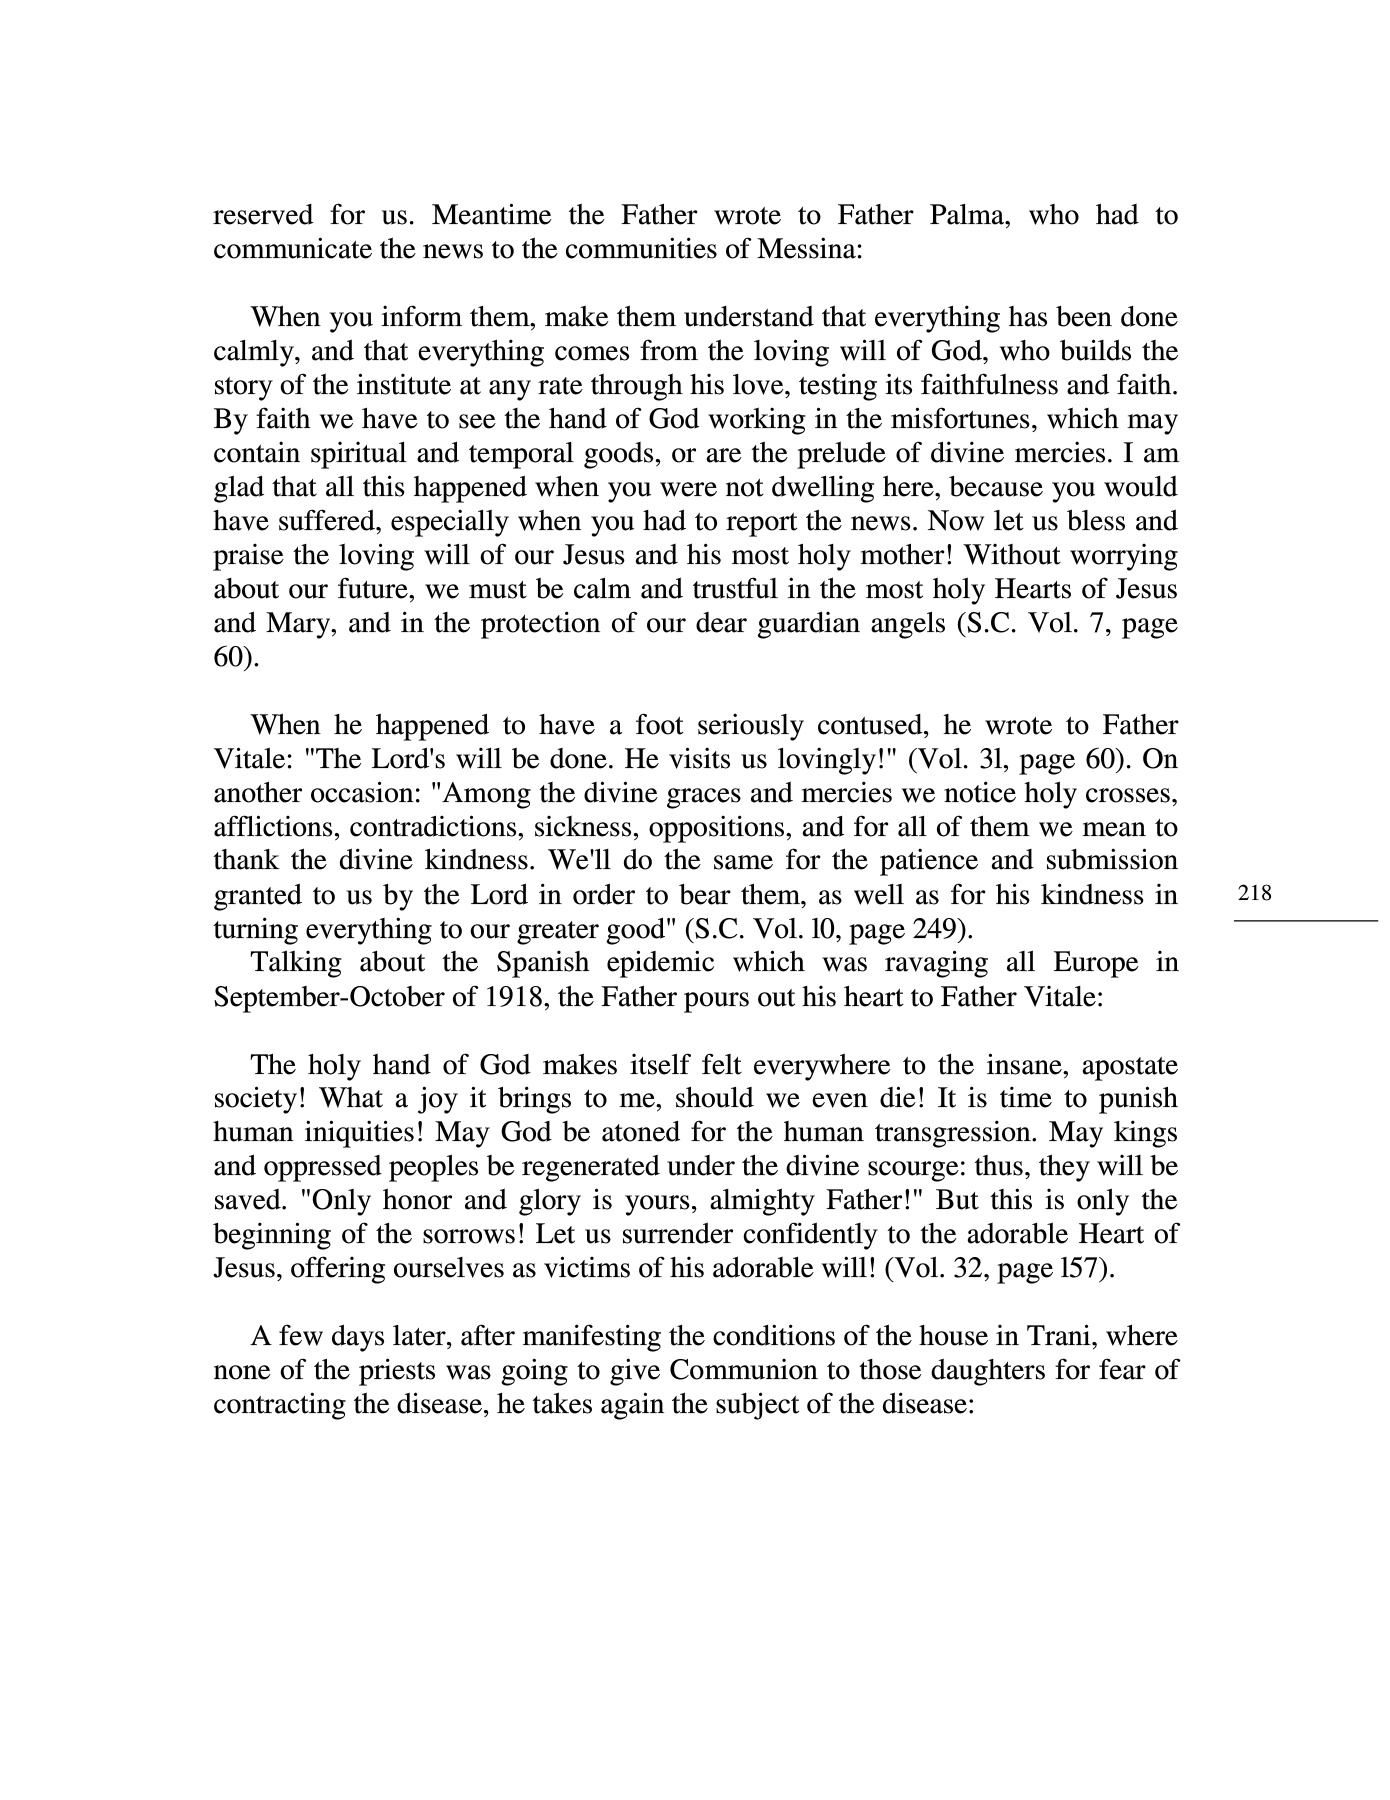 reserved for us. Meantime the Father wrote to Father Palma, who had to
communicate the news to the communities of Messina:
When you inform them, make them understand that everything has been done
calmly, and that everything comes from the loving will of God, who builds the
story of the institute at any rate through his love, testing its faithfulness and faith.
By faith we have to see the hand of God working in the misfortunes, which may
contain spiritual and temporal goods, or are the prelude of divine mercies. I am
glad that all this happened when you were not dwelling here, because you would
have suffered, especially when you had to report the news. Now let us bless and
praise the loving will of our Jesus and his most holy mother! Without worrying
about our future, we must be calm and trustful in the most holy Hearts of Jesus
and Mary, and in the protection of our dear guardian angels (S.C. Vol. 7, page
60).
When he happened to have a foot seriously contused, he wrote to Father
Vitale: "The Lord's will be done. He visits us lovingly!" (Vol. 3l, page 60). On
another occasion: "Among the divine graces and mercies we notice holy crosses,
afflictions, contradictions, sickness, oppositions, and for all of them we mean to
thank the divine kindness. We'll do the same for the patience and submission
granted to us by the Lord in order to bear them, as well as for his kindness in
turning everything to our greater good" (S.C. Vol. l0, page 249).
Talking about the Spanish epidemic which was ravaging all Europe in
September-October of 1918, the Father pours out his heart to Father Vitale:
The holy hand of God makes itself felt everywhere to the insane, apostate
society! What a joy it brings to me, should we even die! It is time to punish
human iniquities! May God be atoned for the human transgression. May kings
and oppressed peoples be regenerated under the divine scourge: thus, they will be
saved. "Only honor and glory is yours, almighty Father!" But this is only the
beginning of the sorrows! Let us surrender confidently to the adorable Heart of
Jesus, offering ourselves as victims of his adorable will! (Vol. 32, page l57).
A few days later, after manifesting the conditions of the house in Trani, where
none of the priests was going to give Communion to those daughters for fear of
contracting the disease, he takes again the subject of the disease:
218